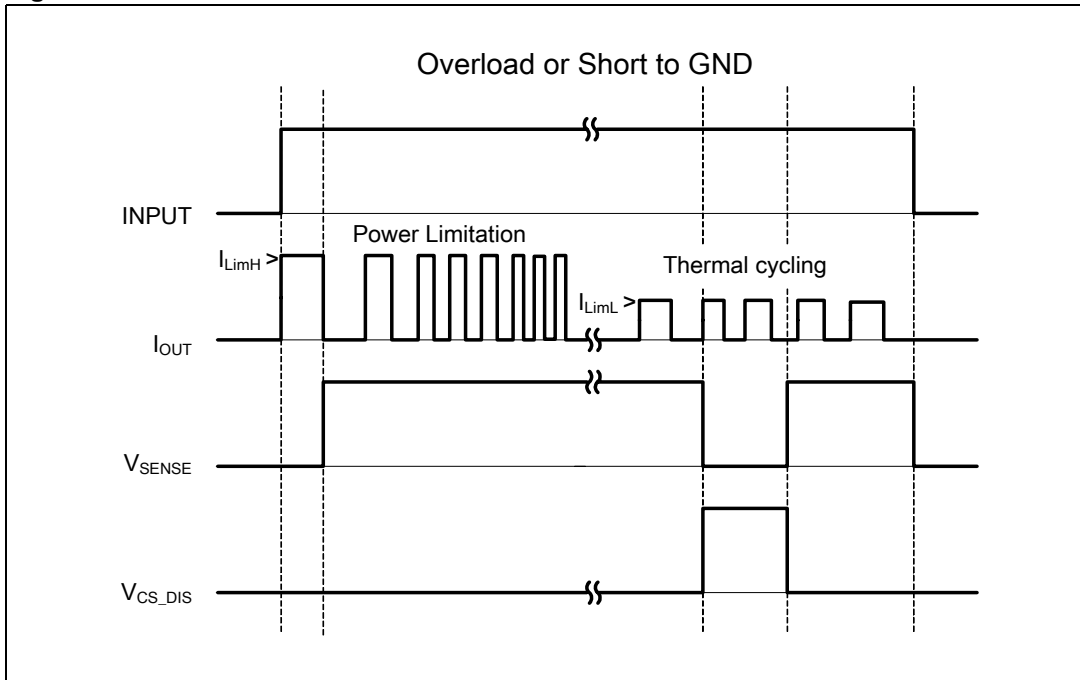 Overload or Short to GND
INPUT
Power Limitation
I_LimH >
Thermal cycling
I_LimL >
I_OUT
V_SENSE
V_CS_DIS